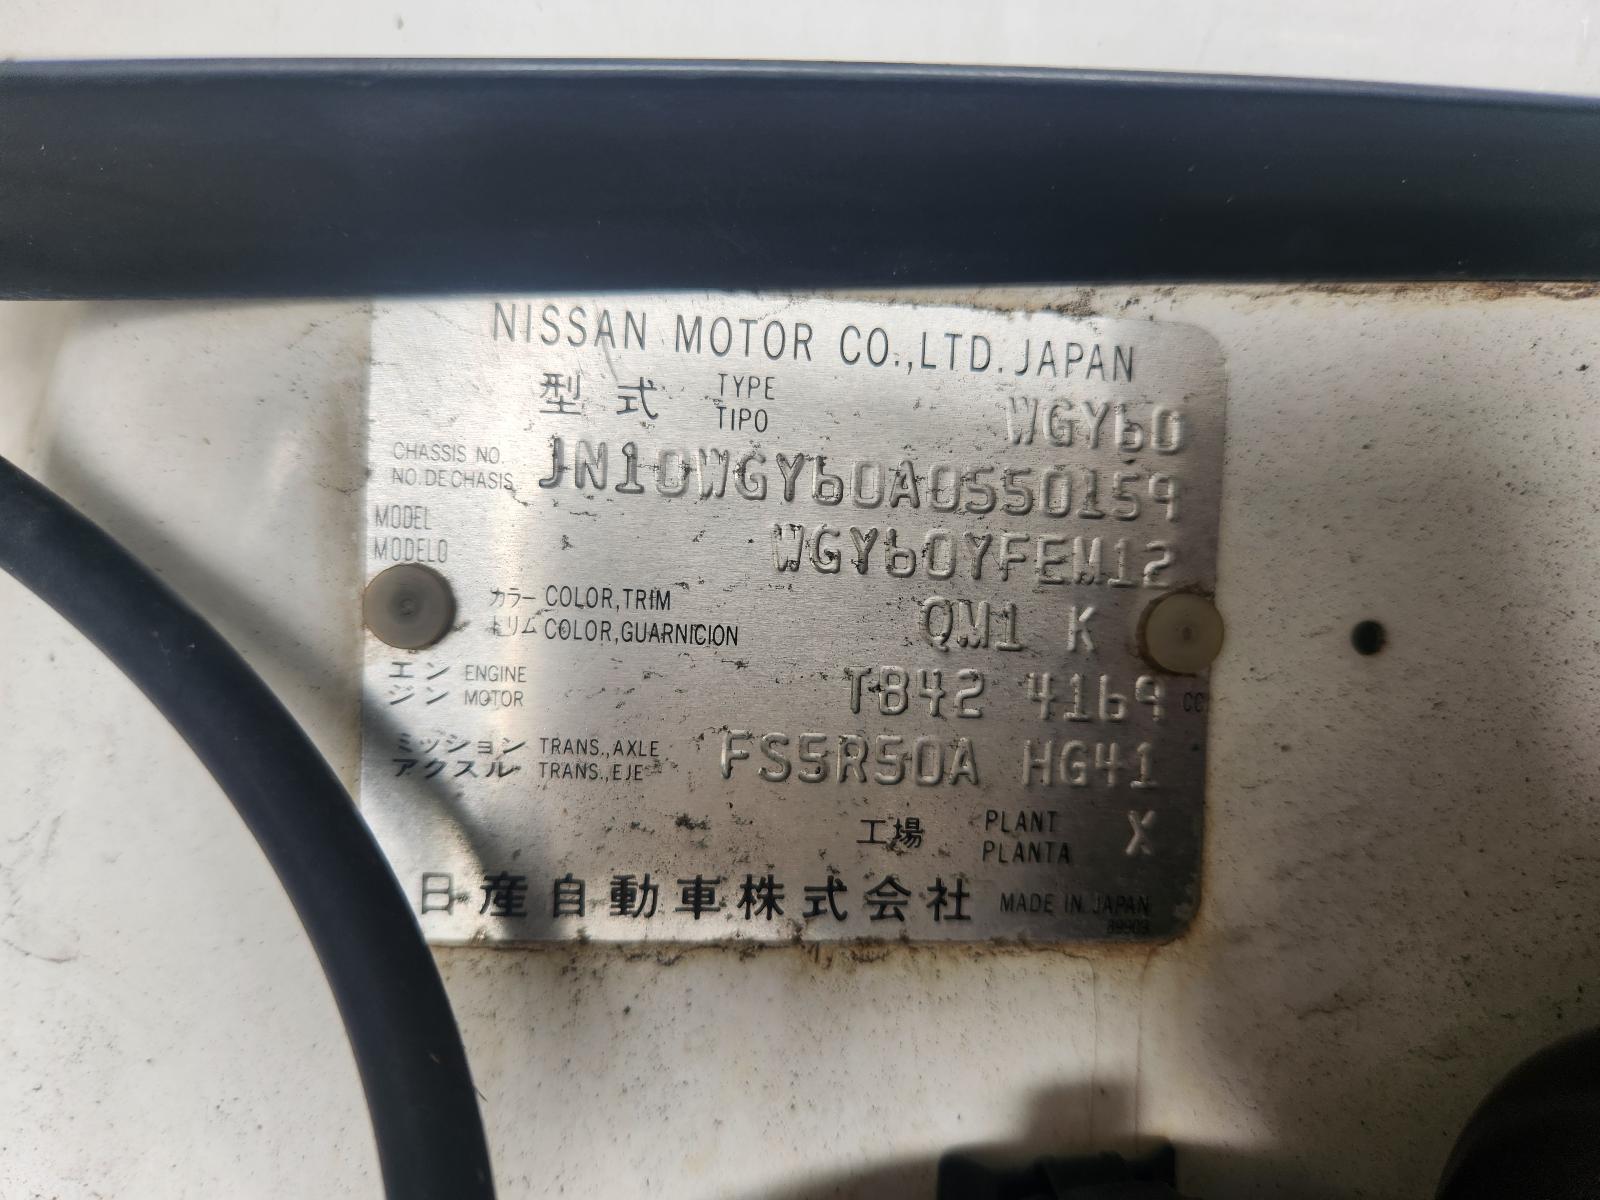 NISSAN MOTOR CO.,LTD. JAPAN
型式 TYPE TIPO WGY60
CHASSIS NO. NO. DE CHASIS JN10WGY60A0550159
MODEL MODELO WGY60YFEM12
カラー COLOR,TRIM
トリム COLOR,GUARNICION QM1 K
エン ENGINE
ジン MOTOR TB42 4169 CC
ミッション TRANS.,AXLE
アクスル TRANS.,EJE FS5R50A HG41
工場 PLANT PLANTA X
日産自動車株式会社 MADE IN JAPAN